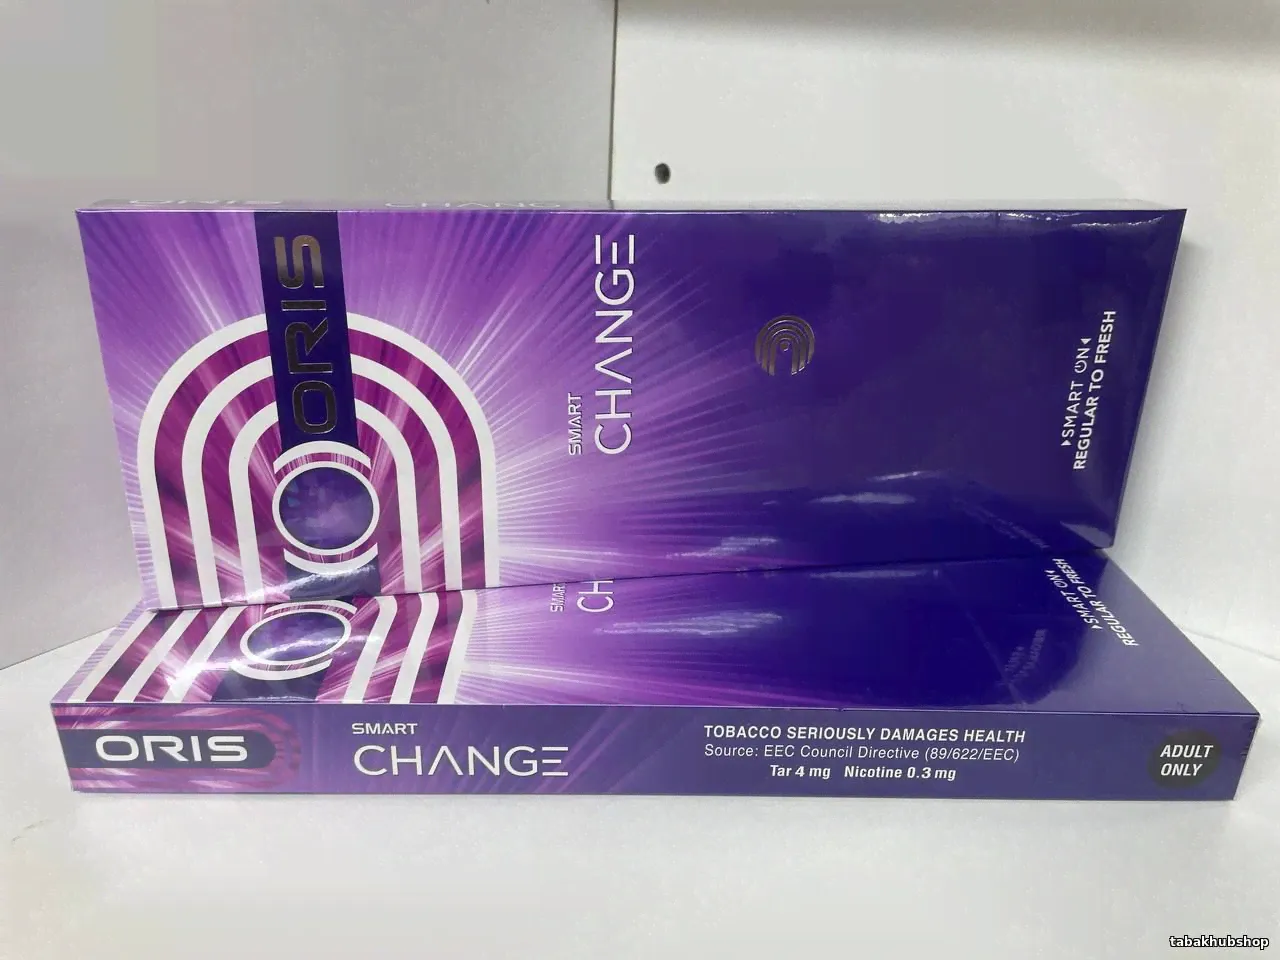 ORIS
SMART
CHANGE
▸SMART ON◂
REGULAR TO FRESH
SMART
CH
▸SMART ON◂
REGULAR TO FRESH
ORIS
SMART
CHANGE
TOBACCO SERIOUSLY DAMAGES HEALTH
Source: EEC Council Directive (89/622/EEC)
Tar 4 mg Nicotine 0.3 mg
ADULT
ONLY
tabakhubshop